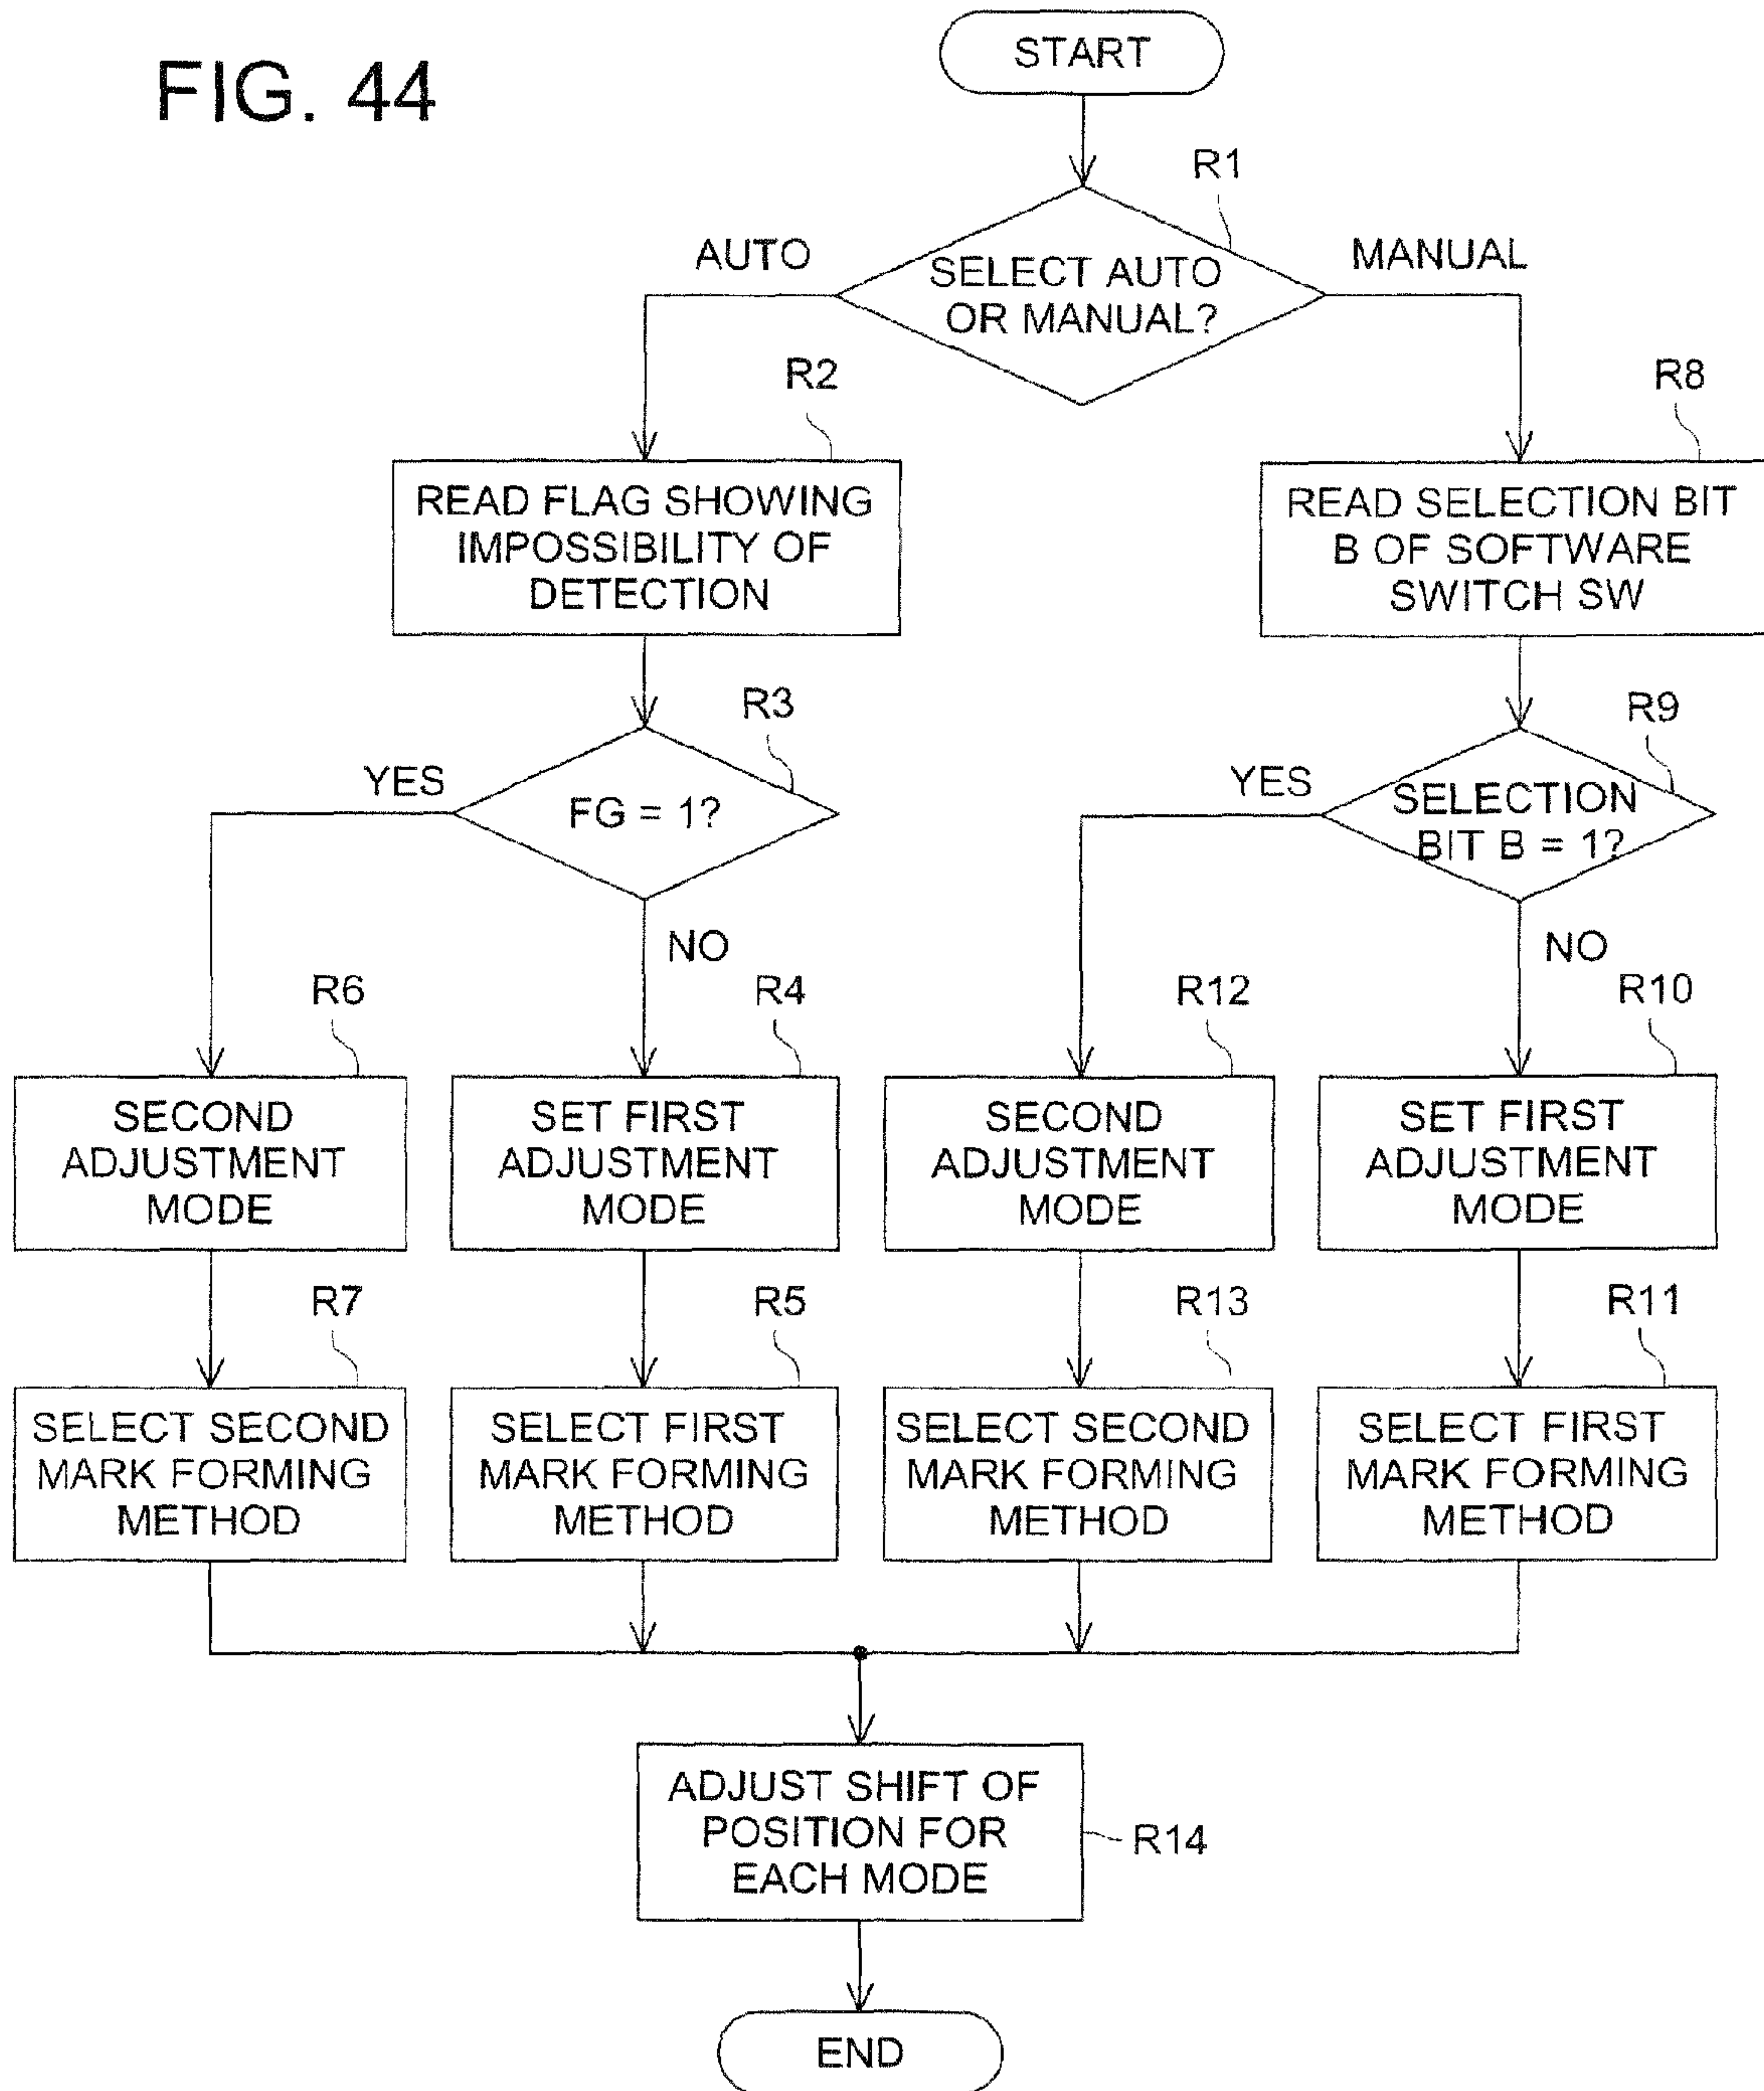 FIG. 44
START
R1
AUTO
MANUAL
SELECT AUTO
OR MANUAL?
R2
R8
READ FLAG SHOWING
IMPOSSIBILITY OF
DETECTION
READ SELECTION BIT
B OF SOFTWARE
SWITCH SW
R3
R9
YES
FG = 1?
NO
YES
SELECTION
BIT B = 1?
NO
R6
R4
R12
R10
SECOND
ADJUSTMENT
MODE
SET FIRST
ADJUSTMENT
MODE
SECOND
ADJUSTMENT
MODE
SET FIRST
ADJUSTMENT
MODE
R7
R5
R13
R11
SELECT SECOND
MARK FORMING
METHOD
SELECT FIRST
MARK FORMING
METHOD
SELECT SECOND
MARK FORMING
METHOD
SELECT FIRST
MARK FORMING
METHOD
ADJUST SHIFT OF
POSITION FOR
EACH MODE
R14
END